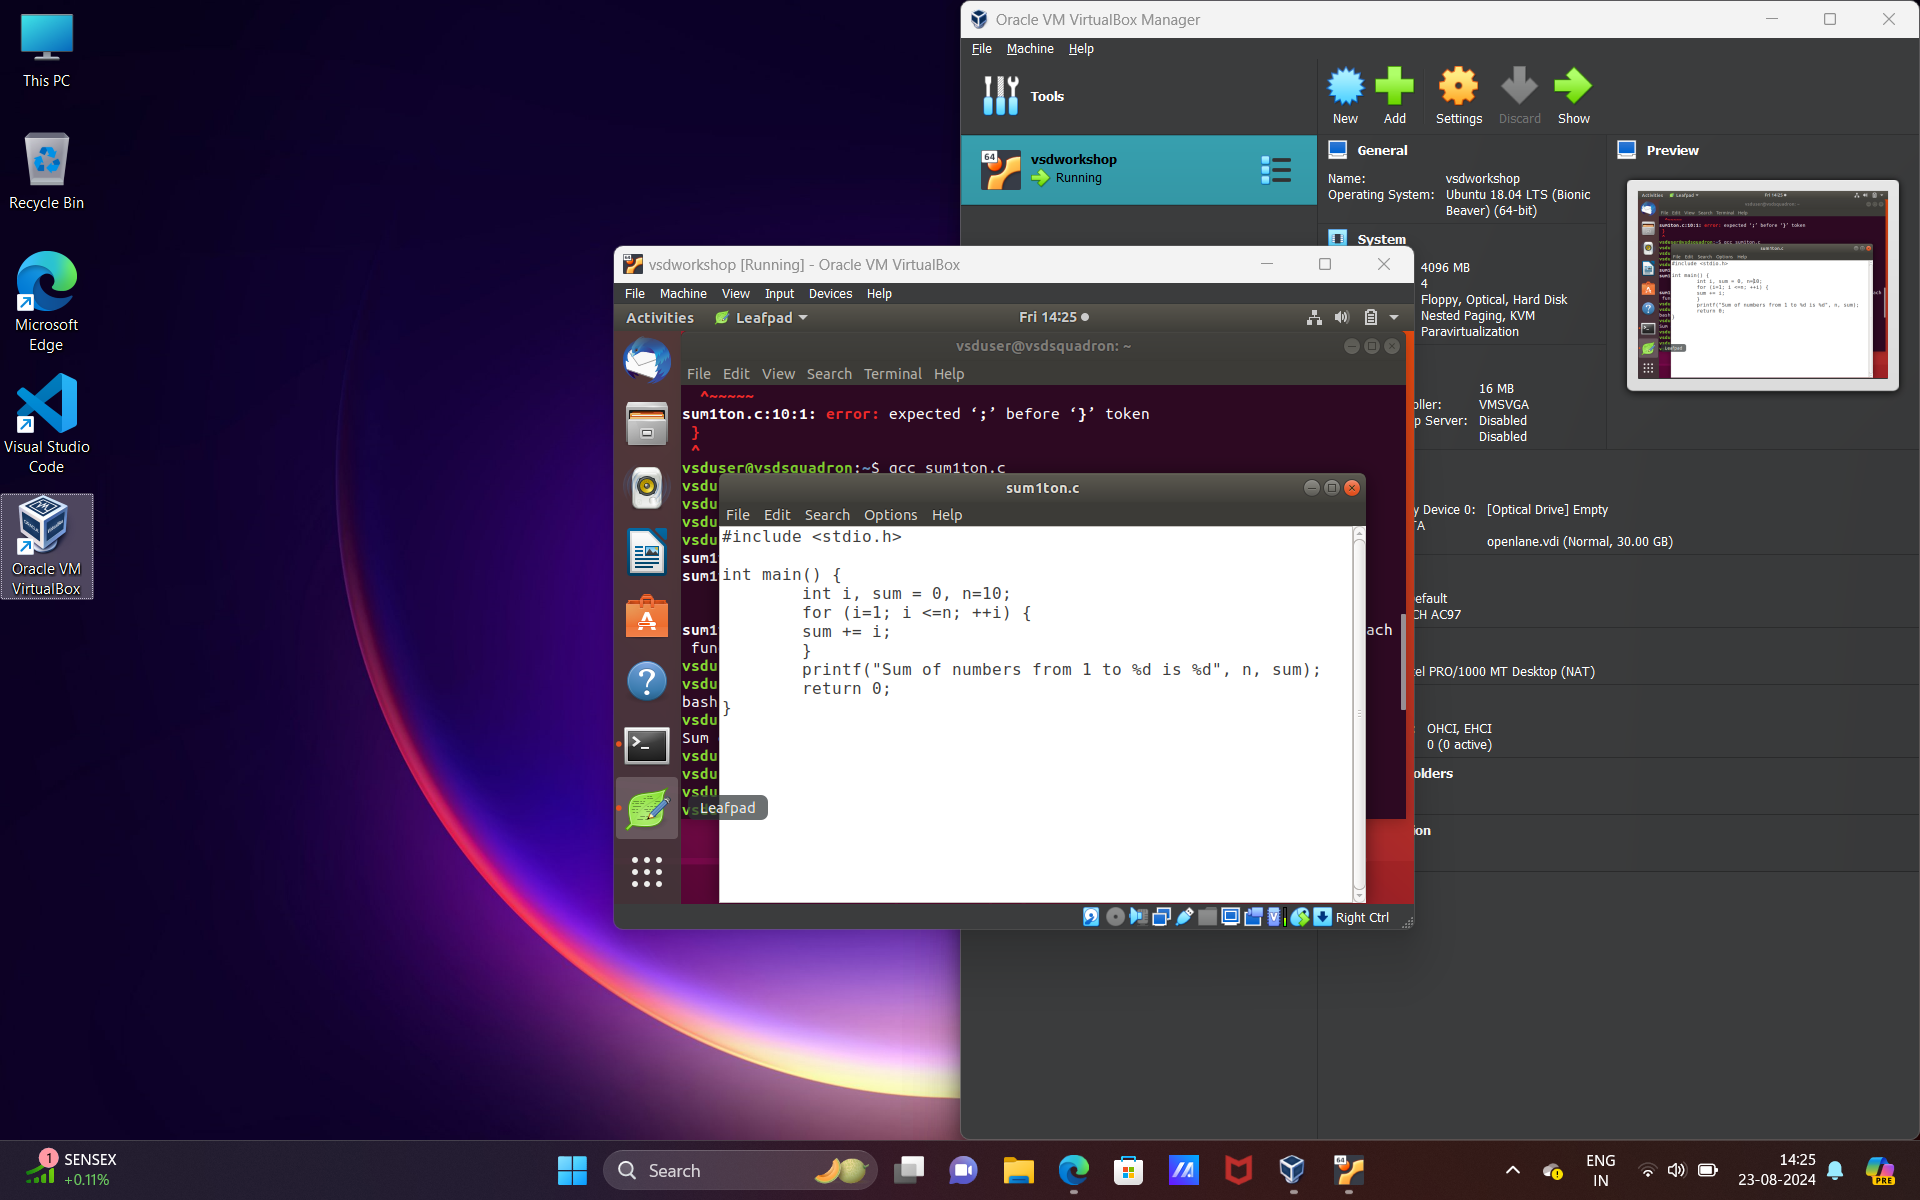 This PC
Recycle Bin
Microsoft
Edge
Visual Studio
Code
Oracle VM
VirtualBox
Oracle VM VirtualBox Manager
File Machine Help
Tools
New Add Settings Discard Show
64 vsdworkshop
Running
General
Name: vsdworkshop
Operating System: Ubuntu 18.04 LTS (Bionic
Beaver) (64-bit)
System
4096 MB
4
Floppy, Optical, Hard Disk
Nested Paging, KVM
Paravirtualization
16 MB
oller: VMSVGA
p Server: Disabled
Disabled
y Device 0: [Optical Drive] Empty
TA
openlane.vdi (Normal, 30.00 GB)
efault
CH AC97
el PRO/1000 MT Desktop (NAT)
OHCI, EHCI
0 (0 active)
olders
ion
Preview
vsdworkshop [Running] - Oracle VM VirtualBox
File Machine View Input Devices Help
Activities Leafpad Fri 14:25
vsduser@vsdsquadron: ~
File Edit View Search Terminal Help
^~~~~~
sum1ton.c:10:1: error: expected ‘;’ before ‘}’ token
}
^
vsduser@vsdsquadron:~$ gcc sum1ton.c
vsdu
vsdu
vsdu
vsdu
sum1
sum1
sum1 ach
fun
vsdu
vsdu
bash
vsdu
Sum
vsdu
vsdu
vsdu
vs
Leafpad
sum1ton.c
File Edit Search Options Help
#include <stdio.h>
int main() {
int i, sum = 0, n=10;
for (i=1; i <=n; ++i) {
sum += i;
}
printf("Sum of numbers from 1 to %d is %d", n, sum);
return 0;
}
Right Ctrl
1 SENSEX
+0.11%
Search
64
ENG
IN
14:25
23-08-2024
PRE